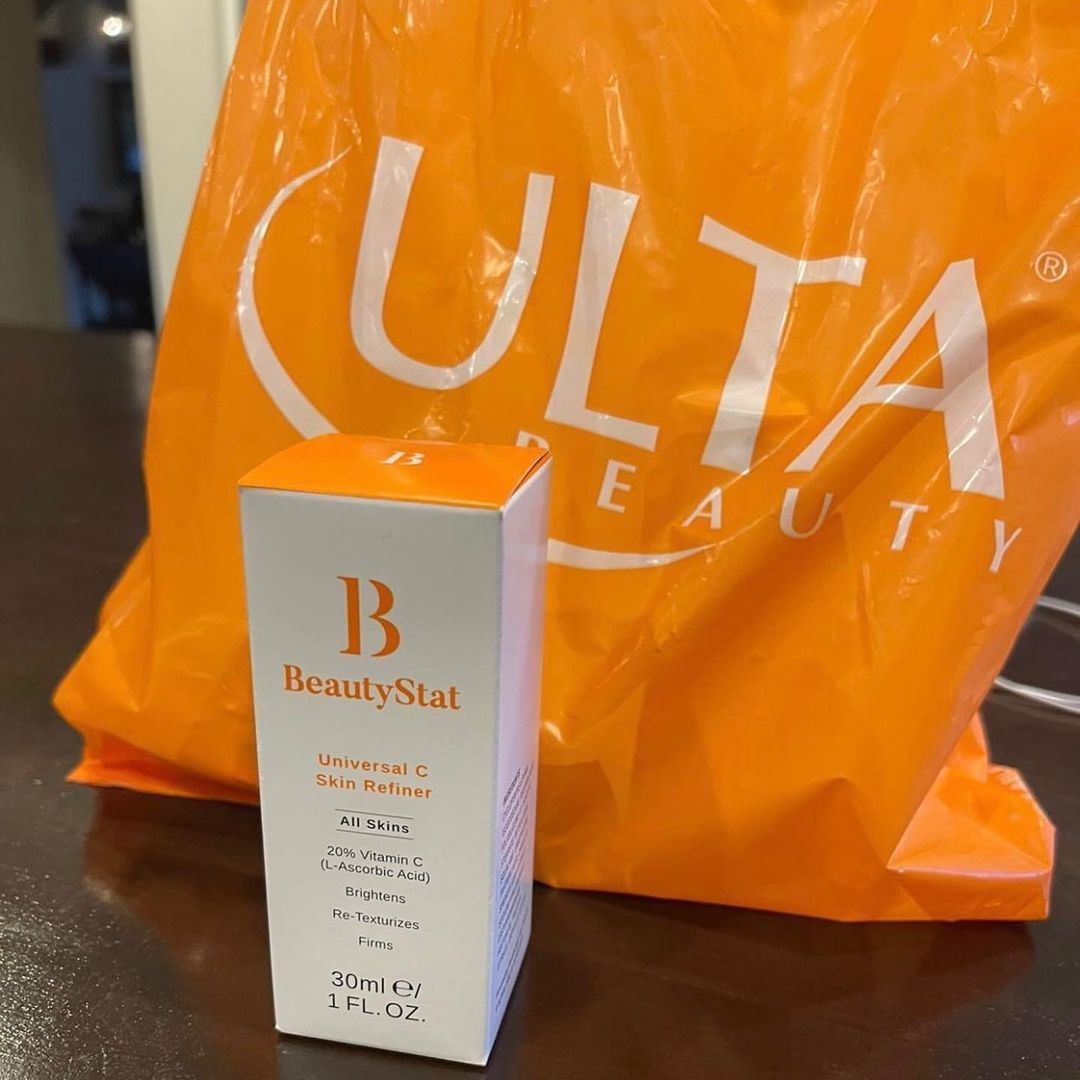 ULTA
®
BEAUTY
B
B
BeautyStat
Universal C
Skin Refiner
All Skins
20% Vitamin C
(L-Ascorbic Acid)
Brightens
Re-Texturizes
Firms
30ml ℮/
1 FL. OZ.